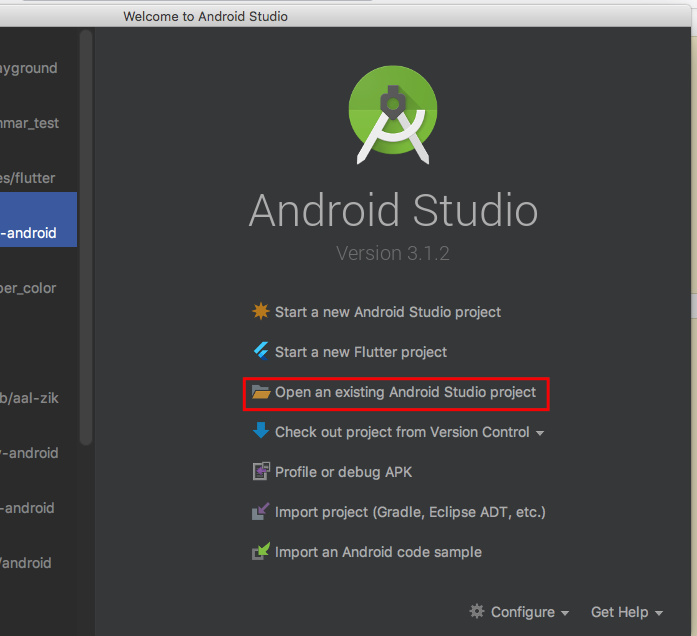 Welcome to Android Studio
ayground
nmar_test
es/flutter
-android
per_color
b/aal-zik
y-android
-android
/android
Android Studio
Version 3.1.2
Start a new Android Studio project
Start a new Flutter project
Open an existing Android Studio project
Check out project from Version Control
Profile or debug APK
Import project (Gradle, Eclipse ADT, etc.)
Import an Android code sample
Configure
Get Help